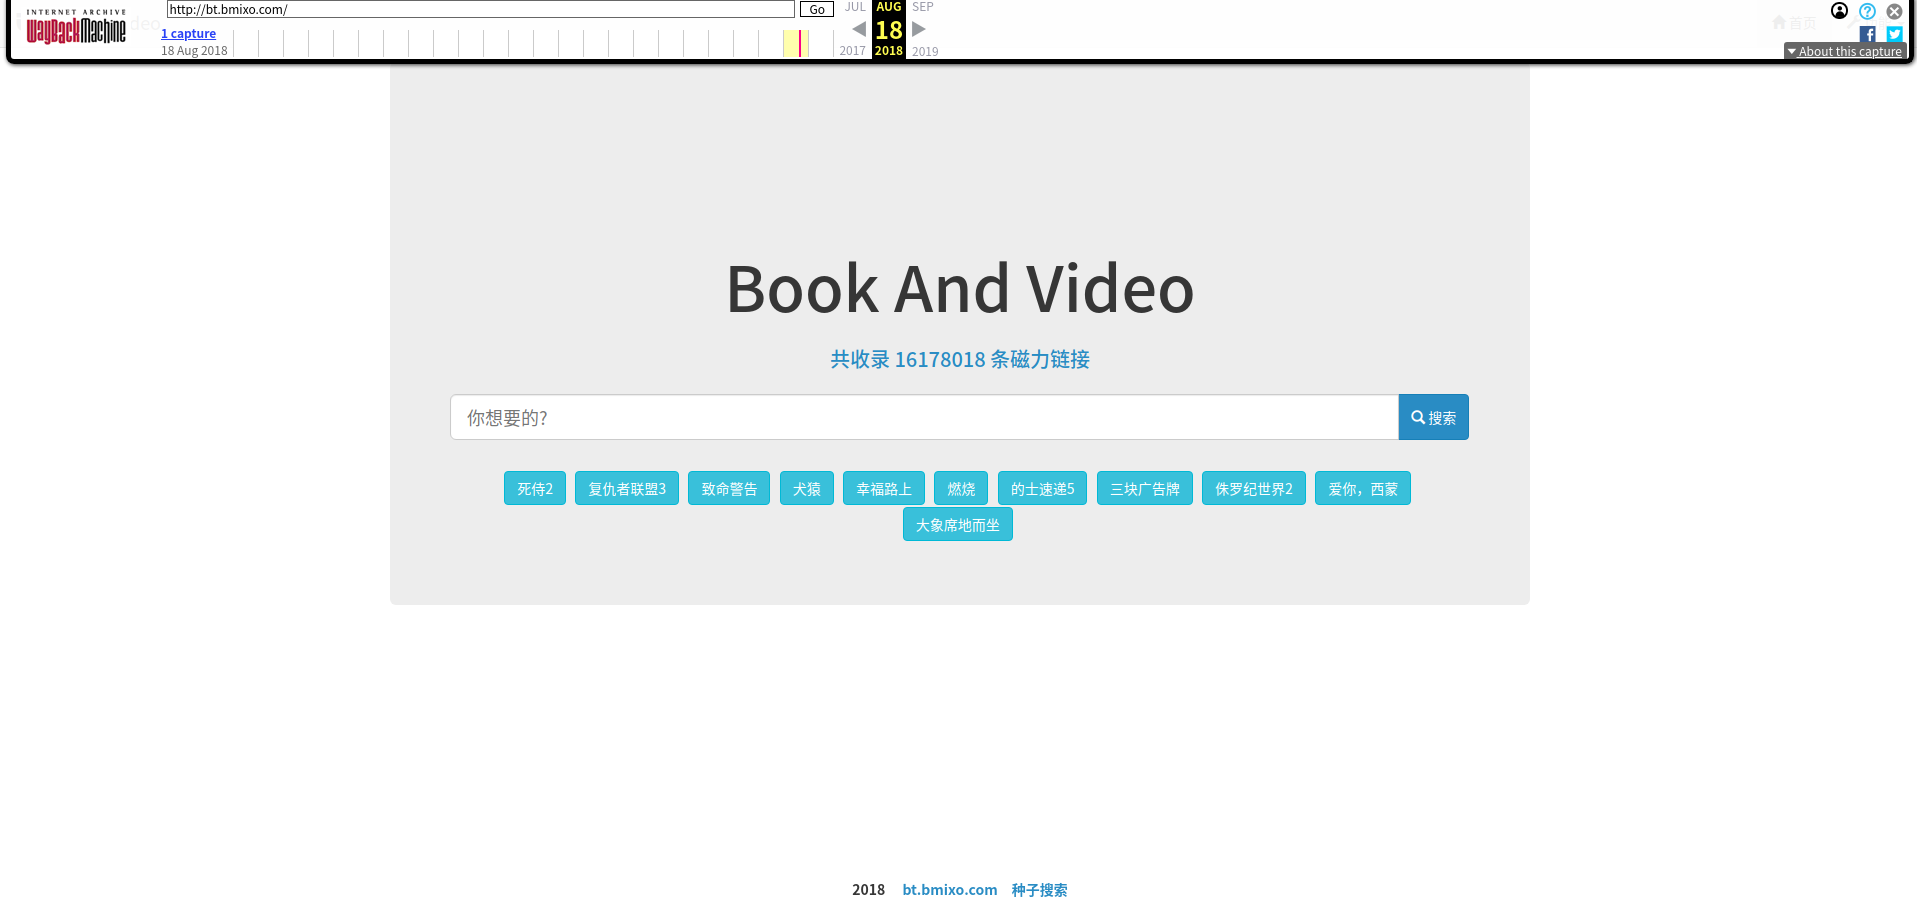 INTERNET ARCHIVE
WayBackMachine
http://bt.bmixo.com/ Go
1 capture
18 Aug 2018
JUL AUG SEP
18
2017 2018 2019
首页
About this capture
Book And Video
共收录 16178018 条磁力链接
你想要的? 搜索
死侍2 复仇者联盟3 致命警告 犬猿 幸福路上 燃烧 的士速递5 三块广告牌 侏罗纪世界2 爱你，西蒙
大象席地而坐
2018 bt.bmixo.com 种子搜索